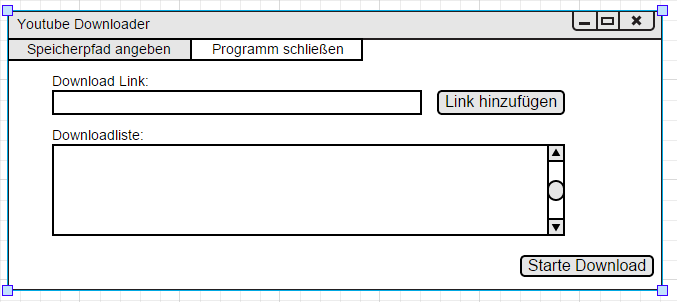 Youtube Downloader
Speicherpfad angeben Programm schließen
Download Link:
Link hinzufügen
Downloadliste:
Starte Download